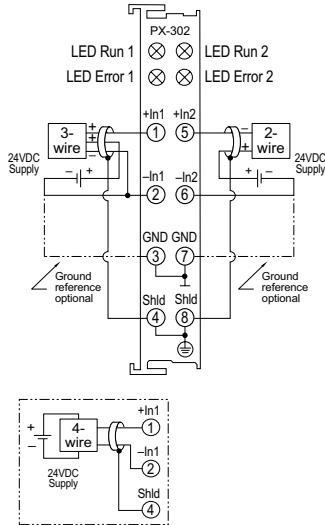 PX-302
LED Run 1 LED Run 2
LED Error 1 LED Error 2
+In1 +In2
3-wire
+
+
−
1 5
−
+
2-wire
24VDC Supply
− +
− +
24VDC Supply
−In1 −In2
2 6
GND GND
3 7
Ground reference optional
Ground reference optional
Shld Shld
4 8
+
−
4-wire
24VDC Supply
+In1
1
−In1
2
Shld
4